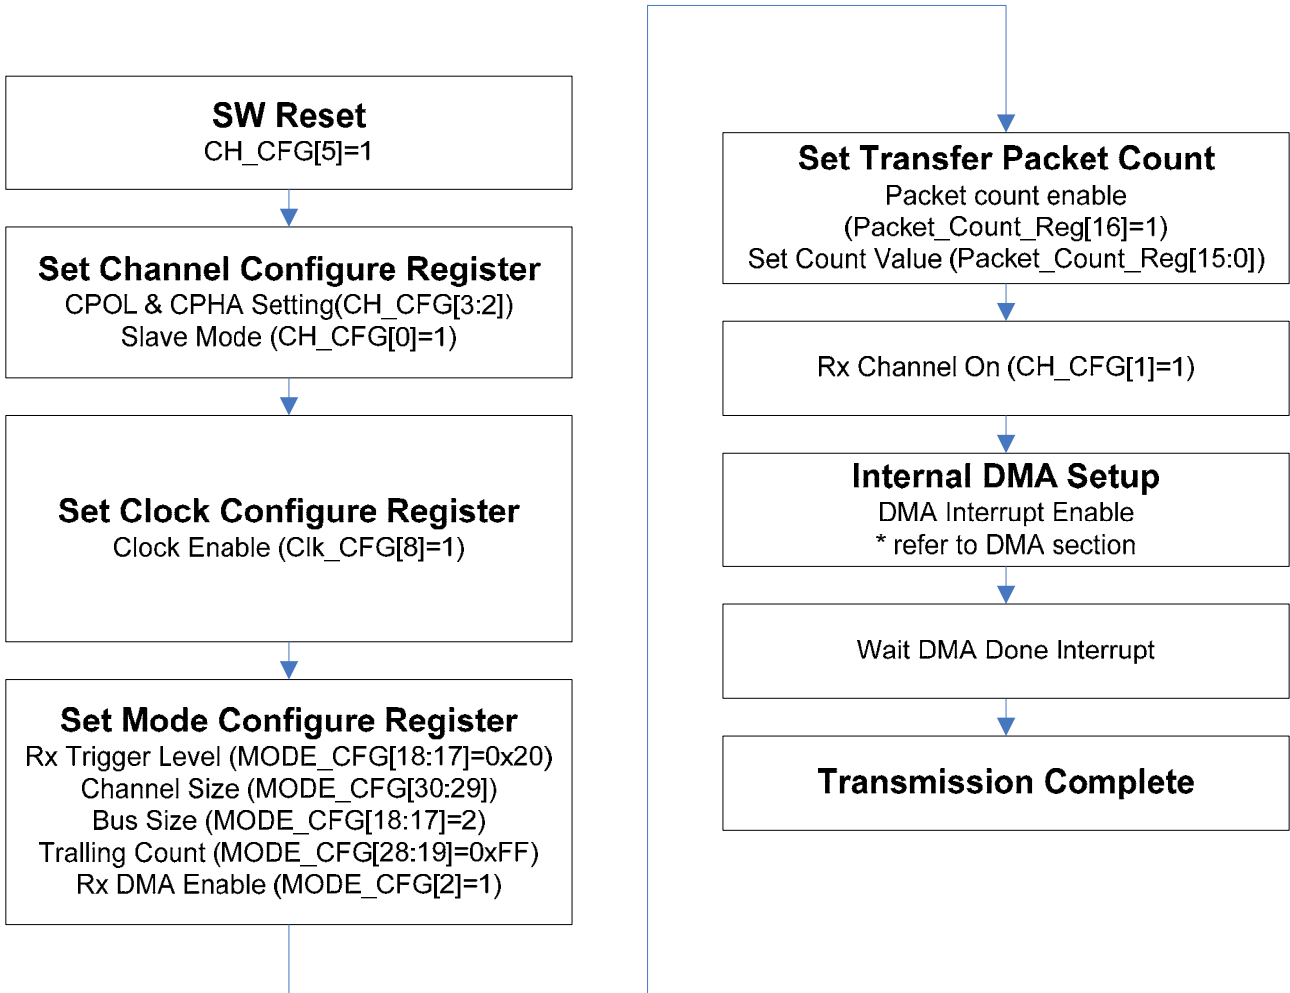 SW Reset
CH_CFG[5]=1
Set Channel Configure Register
CPOL & CPHA Setting(CH_CFG[3:2])
Slave Mode (CH_CFG[0]=1)
Set Clock Configure Register
Clock Enable (Clk_CFG[8]=1)
Set Mode Configure Register
Rx Trigger Level (MODE_CFG[18:17]=0x20)
Channel Size (MODE_CFG[30:29])
Bus Size (MODE_CFG[18:17]=2)
Tralling Count (MODE_CFG[28:19]=0xFF)
Rx DMA Enable (MODE_CFG[2]=1)
Set Transfer Packet Count
Packet count enable
(Packet_Count_Reg[16]=1)
Set Count Value (Packet_Count_Reg[15:0])
Rx Channel On (CH_CFG[1]=1)
Internal DMA Setup
DMA Interrupt Enable
* refer to DMA section
Wait DMA Done Interrupt
Transmission Complete